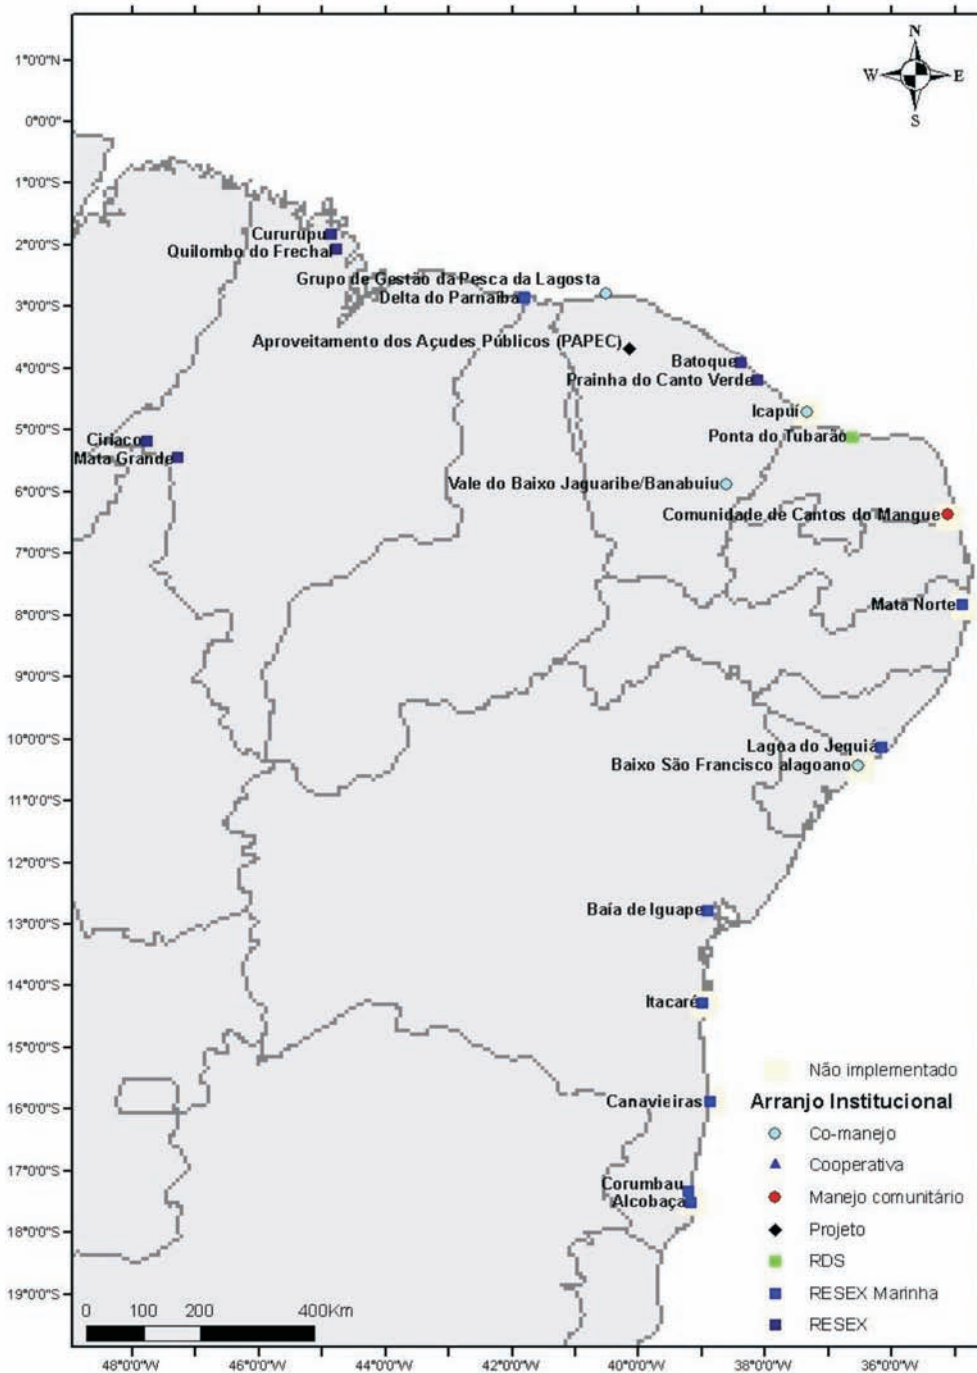 N
W E
S
1°0'0"N
0°0'0"
1°0'0"S
2°0'0"S
3°0'0"S
4°0'0"S
5°0'0"S
6°0'0"S
7°0'0"S
8°0'0"S
9°0'0"S
10°0'0"S
11°0'0"S
12°0'0"S
13°0'0"S
14°0'0"S
15°0'0"S
16°0'0"S
17°0'0"S
18°0'0"S
19°0'0"S
Cururupu
Quilombo do Frechal
Grupo de Gestão da Pesca da Lagosta
Delta do Parnaíba
Aproveitamento dos Açudes Públicos (PAPEC)
Batoque
Prainha do Canto Verde
Icapuí
Ponta do Tubarão
Ciriaco
Mata Grande
Vale do Baixo Jaguaribe/Banabuiu
Comunidade de Cantos do Mangue
Mata Norte
Lagoa do Jequiá
Baixo São Francisco alagoano
Baía de Iguape
Itacaré
Canavieiras
Corumbau
Alcobaça
Não implementado
Arranjo Institucional
Co-manejo
Cooperativa
Manejo comunitário
Projeto
RDS
RESEX Marinha
RESEX
0 100 200 400Km
48°0'0"W 46°0'0"W 44°0'0"W 42°0'0"W 40°0'0"W 38°0'0"W 36°0'0"W